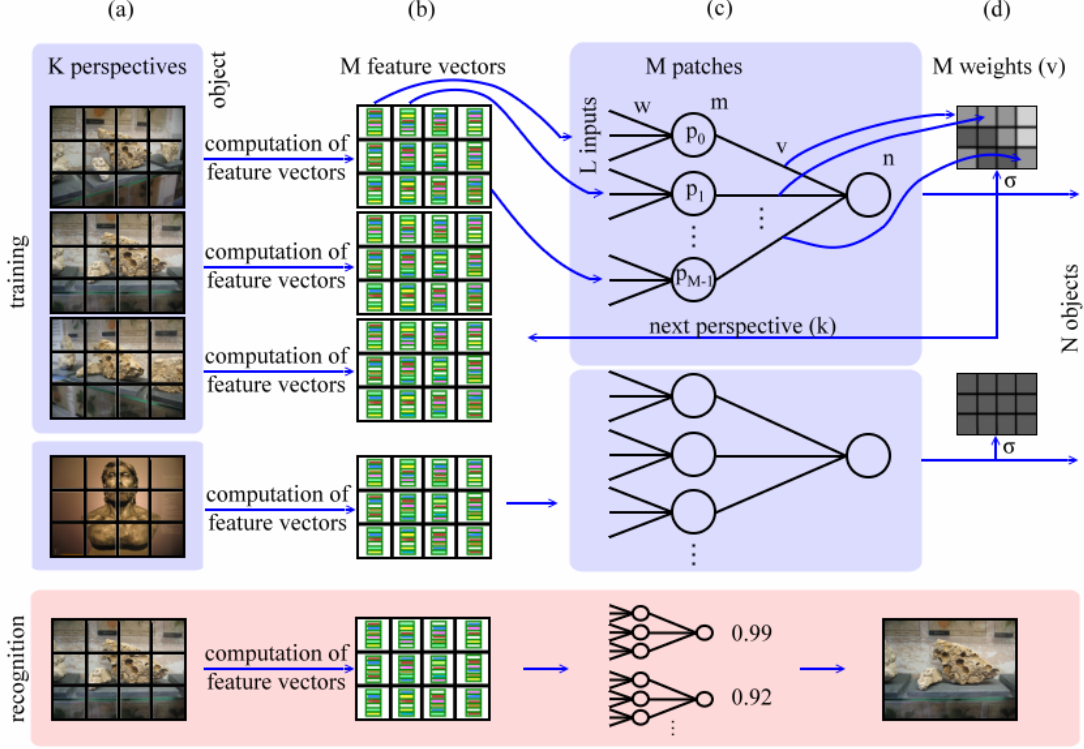 (a) (b) (c) (d)
K perspectives
object
M feature vectors
M patches
M weights (v)
training
computation of
feature vectors
computation of
feature vectors
computation of
feature vectors
L inputs
w
m
p0
v
n
p1
...
...
pM-1
σ
next perspective (k)
N objects
computation of
feature vectors
...
σ
recognition
computation of
feature vectors
0.99
0.92
...